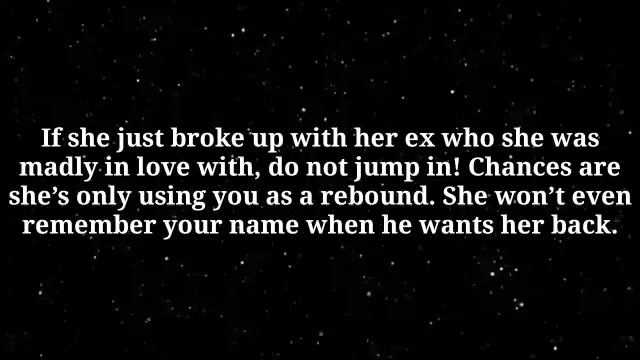 If she just broke up with her ex who she was
madly in love with, do not jump in! Chances are
she’s only using you as a rebound. She won’t even
remember your name when he wants her back.